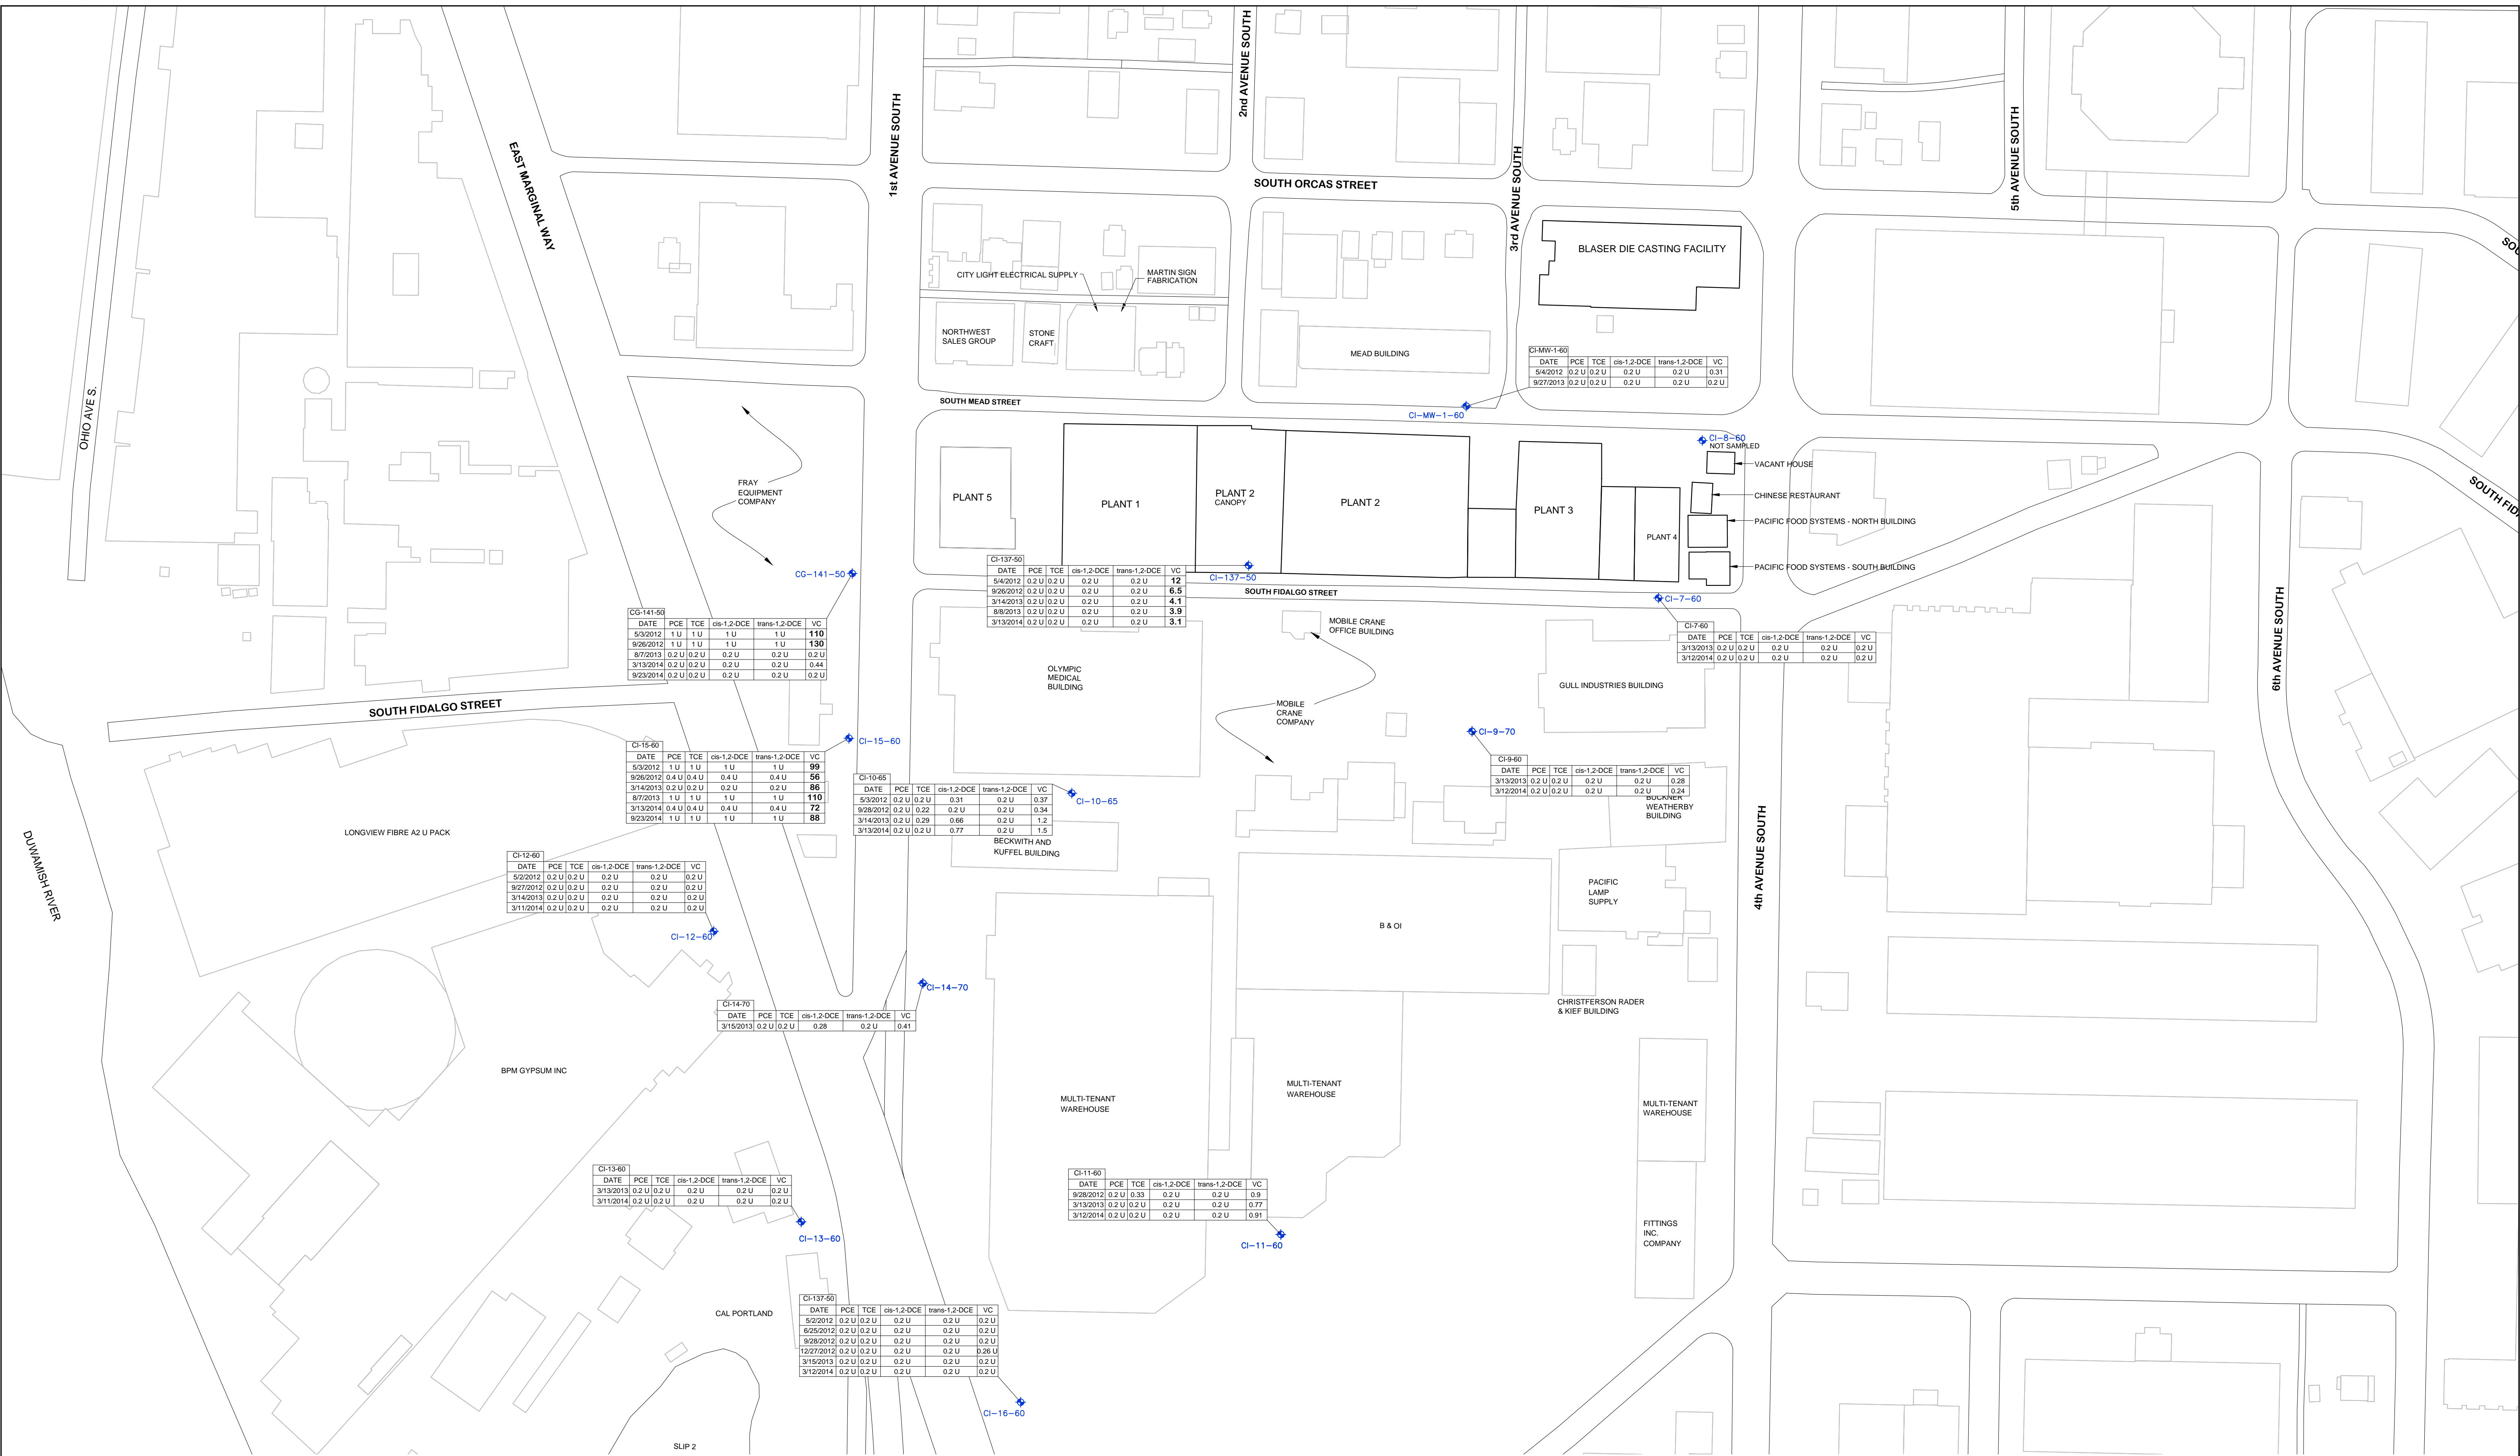 2nd AVENUE SOUTH
1st AVENUE SOUTH
5th AVENUE SOUTH
EAST MARGINAL WAY
3rd AVENUE SOUTH
SOUTH ORCAS STREET
BLASER DIE CASTING FACILITY
CITY LIGHT ELECTRICAL SUPPLY
MARTIN SIGN
FABRICATION
NORTHWEST
SALES GROUP
STONE
CRAFT
MEAD BUILDING
CI-MW-1-60
DATE PCE TCE cis-1,2-DCE trans-1,2-DCE VC
5/4/2012 0.2 U 0.2 U 0.2 U 0.2 U 0.31
9/27/2013 0.2 U 0.2 U 0.2 U 0.2 U 0.2 U
OHIO AVE S.
SOUTH MEAD STREET
CI-MW-1-60
CI-8-60
NOT SAMPLED
VACANT HOUSE
CHINESE RESTAURANT
PACIFIC FOOD SYSTEMS - NORTH BUILDING
PACIFIC FOOD SYSTEMS - SOUTH BUILDING
SOUTH FID
FRAY
EQUIPMENT
COMPANY
PLANT 5
PLANT 1
PLANT 2
CANOPY
PLANT 2
PLANT 3
PLANT 4
CG-141-50
CI-137-50
CI-137-50
DATE PCE TCE cis-1,2-DCE trans-1,2-DCE VC
5/4/2012 0.2 U 0.2 U 0.2 U 0.2 U 12
9/26/2012 0.2 U 0.2 U 0.2 U 0.2 U 6.5
3/14/2013 0.2 U 0.2 U 0.2 U 0.2 U 4.1
8/8/2013 0.2 U 0.2 U 0.2 U 0.2 U 3.9
3/13/2014 0.2 U 0.2 U 0.2 U 0.2 U 3.1
SOUTH FIDALGO STREET
CI-7-60
CG-141-50
DATE PCE TCE cis-1,2-DCE trans-1,2-DCE VC
5/3/2012 1 U 1 U 1 U 1 U 110
9/26/2012 1 U 1 U 1 U 1 U 130
8/7/2013 0.2 U 0.2 U 0.2 U 0.2 U 0.2 U
3/13/2014 0.2 U 0.2 U 0.2 U 0.2 U 0.44
9/23/2014 0.2 U 0.2 U 0.2 U 0.2 U 0.2 U
MOBILE CRANE
OFFICE BUILDING
CI-7-60
DATE PCE TCE cis-1,2-DCE trans-1,2-DCE VC
3/13/2013 0.2 U 0.2 U 0.2 U 0.2 U 0.2 U
3/12/2014 0.2 U 0.2 U 0.2 U 0.2 U 0.2 U
6th AVENUE SOUTH
OLYMPIC
MEDICAL
BUILDING
GULL INDUSTRIES BUILDING
SOUTH FIDALGO STREET
MOBILE
CRANE
COMPANY
CI-15-60
CI-9-70
CI-15-60
DATE PCE TCE cis-1,2-DCE trans-1,2-DCE VC
5/3/2012 1 U 1 U 1 U 1 U 99
9/26/2012 0.4 U 0.4 U 0.4 U 0.4 U 56
3/14/2013 0.2 U 0.2 U 0.2 U 0.2 U 86
8/7/2013 1 U 1 U 1 U 1 U 110
3/13/2014 0.4 U 0.4 U 0.4 U 0.4 U 72
9/23/2014 1 U 1 U 1 U 1 U 88
CI-9-60
DATE PCE TCE cis-1,2-DCE trans-1,2-DCE VC
3/13/2013 0.2 U 0.2 U 0.2 U 0.2 U 0.28
3/12/2014 0.2 U 0.2 U 0.2 U 0.2 U 0.24
BUCKNER
WEATHERBY
BUILDING
CI-10-65
DATE PCE TCE cis-1,2-DCE trans-1,2-DCE VC
5/3/2012 0.2 U 0.2 U 0.31 0.2 U 0.37
9/28/2012 0.2 U 0.22 0.2 U 0.2 U 0.34
3/14/2013 0.2 U 0.29 0.66 0.2 U 1.2
3/13/2014 0.2 U 0.2 U 0.77 0.2 U 1.5
CI-10-65
BECKWITH AND
KUFFEL BUILDING
LONGVIEW FIBRE A2 U PACK
DUWAMISH RIVER
4th AVENUE SOUTH
CI-12-60
DATE PCE TCE cis-1,2-DCE trans-1,2-DCE VC
5/2/2012 0.2 U 0.2 U 0.2 U 0.2 U 0.2 U
9/27/2012 0.2 U 0.2 U 0.2 U 0.2 U 0.2 U
3/14/2013 0.2 U 0.2 U 0.2 U 0.2 U 0.2 U
3/11/2014 0.2 U 0.2 U 0.2 U 0.2 U 0.2 U
CI-12-60
PACIFIC
LAMP
SUPPLY
B & OI
CI-14-70
CI-14-70
DATE PCE TCE cis-1,2-DCE trans-1,2-DCE VC
3/15/2013 0.2 U 0.2 U 0.28 0.2 U 0.41
CHRISTFERSON RADER
& KIEF BUILDING
BPM GYPSUM INC
MULTI-TENANT
WAREHOUSE
MULTI-TENANT
WAREHOUSE
MULTI-TENANT
WAREHOUSE
CI-13-60
DATE PCE TCE cis-1,2-DCE trans-1,2-DCE VC
3/13/2013 0.2 U 0.2 U 0.2 U 0.2 U 0.2 U
3/11/2014 0.2 U 0.2 U 0.2 U 0.2 U 0.2 U
CI-13-60
CI-11-60
DATE PCE TCE cis-1,2-DCE trans-1,2-DCE VC
9/28/2012 0.2 U 0.33 0.2 U 0.2 U 0.9
3/13/2013 0.2 U 0.2 U 0.2 U 0.2 U 0.77
3/12/2014 0.2 U 0.2 U 0.2 U 0.2 U 0.91
CI-11-60
FITTINGS
INC.
COMPANY
CAL PORTLAND
CI-137-50
DATE PCE TCE cis-1,2-DCE trans-1,2-DCE VC
5/2/2012 0.2 U 0.2 U 0.2 U 0.2 U 0.2 U
6/25/2012 0.2 U 0.2 U 0.2 U 0.2 U 0.2 U
9/28/2012 0.2 U 0.2 U 0.2 U 0.2 U 0.2 U
12/27/2012 0.2 U 0.2 U 0.2 U 0.2 U 0.26 U
3/15/2013 0.2 U 0.2 U 0.2 U 0.2 U 0.2 U
3/12/2014 0.2 U 0.2 U 0.2 U 0.2 U 0.2 U
CI-16-60
SLIP 2